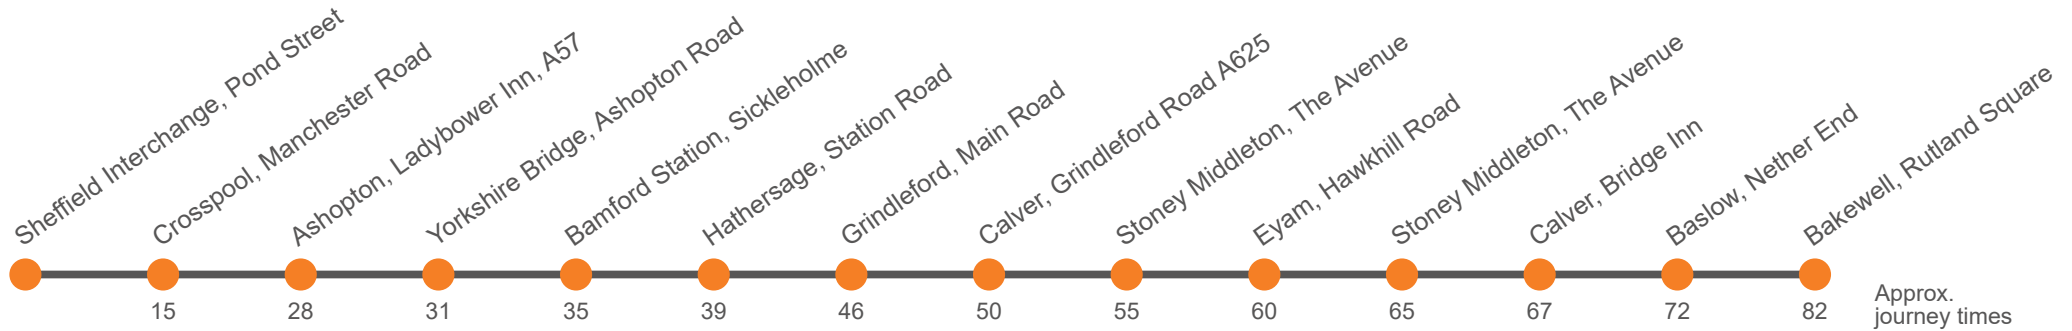 Sheffield Interchange, Pond Street
Crosspool, Manchester Road
Ashopton, Ladybower Inn, A57
Yorkshire Bridge, Ashopton Road
Bamford Station, Sickleholme
Hathersage, Station Road
Grindleford, Main Road
Calver, Grindleford Road A625
Stoney Middleton, The Avenue
Eyam, Hawkhill Road
Stoney Middleton, The Avenue
Calver, Bridge Inn
Baslow, Nether End
Bakewell, Rutland Square
15 28 31 35 39 46 50 55 60 65 67 72 82
Approx.
journey times